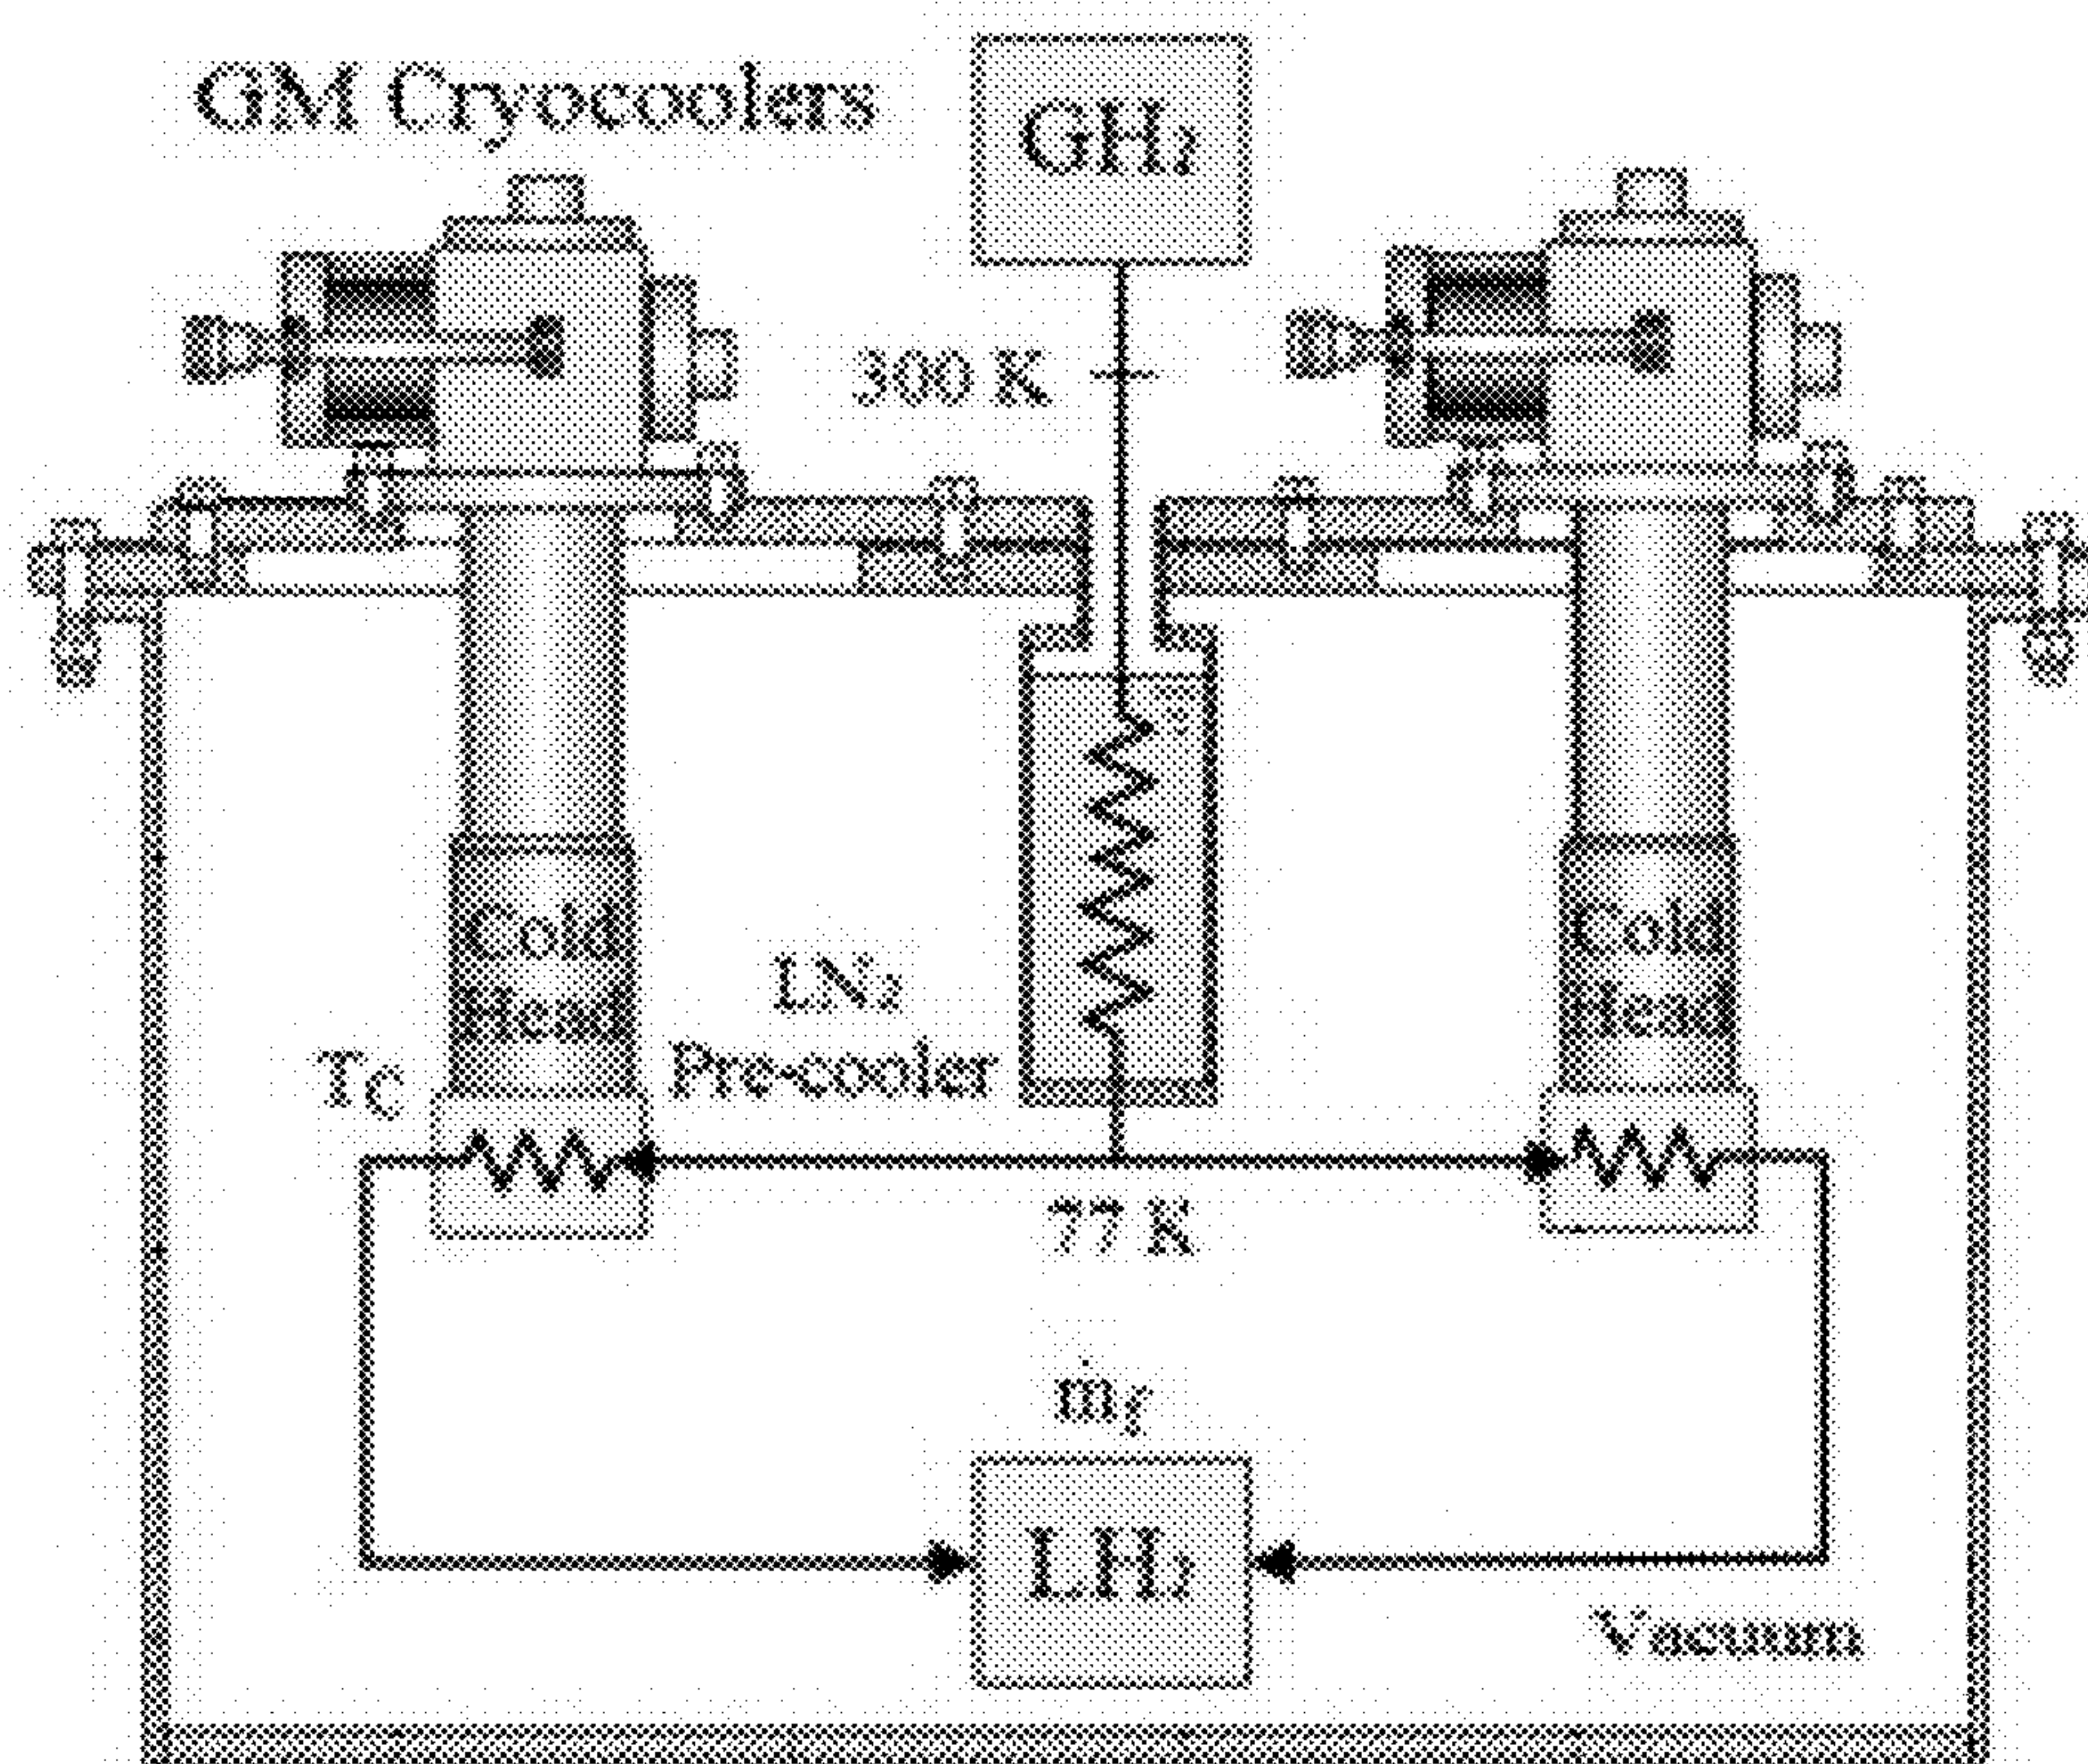 GM Cryocoolers
GH₂
300 K
Cold
Head
LN₂
Pre-cooler
Cold
Head
T_C
77 K
ṁ_f
LH₂
Vacuum